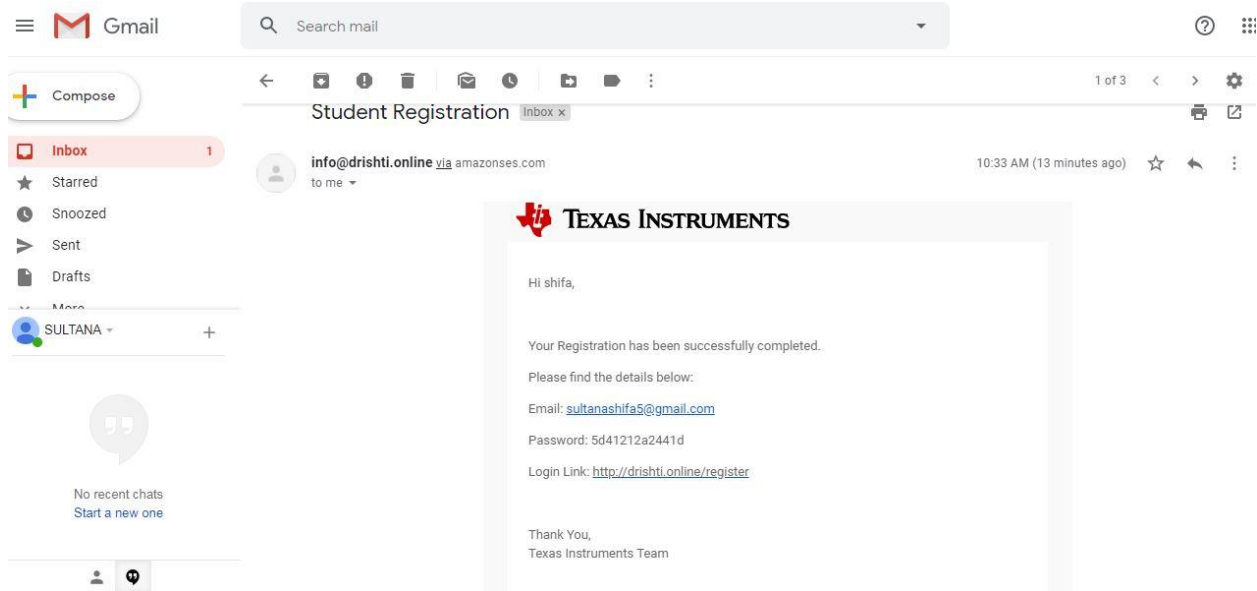 Gmail
Search mail
Compose
1 of 3
Student Registration Inbox x
Inbox 1
info@drishti.online via amazonses.com 10:33 AM (13 minutes ago)
to me
Starred
Snoozed
Sent
Drafts
More
SULTANA
TEXAS INSTRUMENTS
Hi shifa,
Your Registration has been successfully completed.
Please find the details below:
Email: sultanashifa5@gmail.com
Password: 5d41212a2441d
Login Link: http://drishti.online/register
Thank You,
Texas Instruments Team
No recent chats
Start a new one